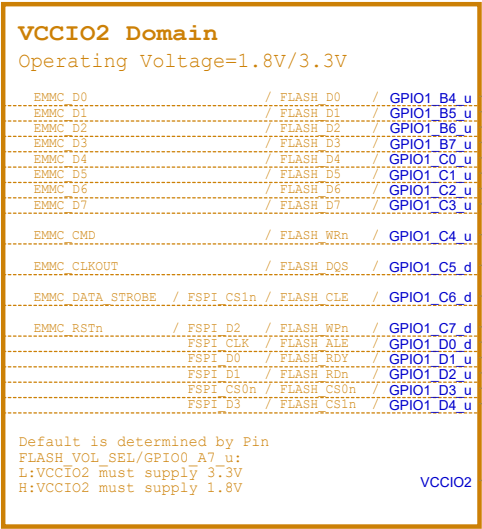 VCCIO2 Domain
Operating Voltage=1.8V/3.3V
EMMC_D0 / FLASH_D0 / GPIO1_B4_u
EMMC_D1 / FLASH_D1 / GPIO1_B5_u
EMMC_D2 / FLASH_D2 / GPIO1_B6_u
EMMC_D3 / FLASH_D3 / GPIO1_B7_u
EMMC_D4 / FLASH_D4 / GPIO1_C0_u
EMMC_D5 / FLASH_D5 / GPIO1_C1_u
EMMC_D6 / FLASH_D6 / GPIO1_C2_u
EMMC_D7 / FLASH_D7 / GPIO1_C3_u
EMMC_CMD / FLASH_WRn / GPIO1_C4_u
EMMC_CLKOUT / FLASH_DQS / GPIO1_C5_d
EMMC_DATA_STROBE / FSPI_CS1n / FLASH_CLE / GPIO1_C6_d
EMMC_RSTn / FSPI_D2 / FLASH_WPn / GPIO1_C7_d
FSPI_CLK / FLASH_ALE / GPIO1_D0_d
FSPI_D0 / FLASH_RDY / GPIO1_D1_u
FSPI_D1 / FLASH_RDn / GPIO1_D2_u
FSPI_CS0n / FLASH_CS0n / GPIO1_D3_u
FSPI_D3 / FLASH_CS1n / GPIO1_D4_u
Default is determined by Pin
FLASH_VOL_SEL/GPIO0_A7_u:
L:VCCIO2 must supply 3.3V
H:VCCIO2 must supply 1.8V
VCCIO2